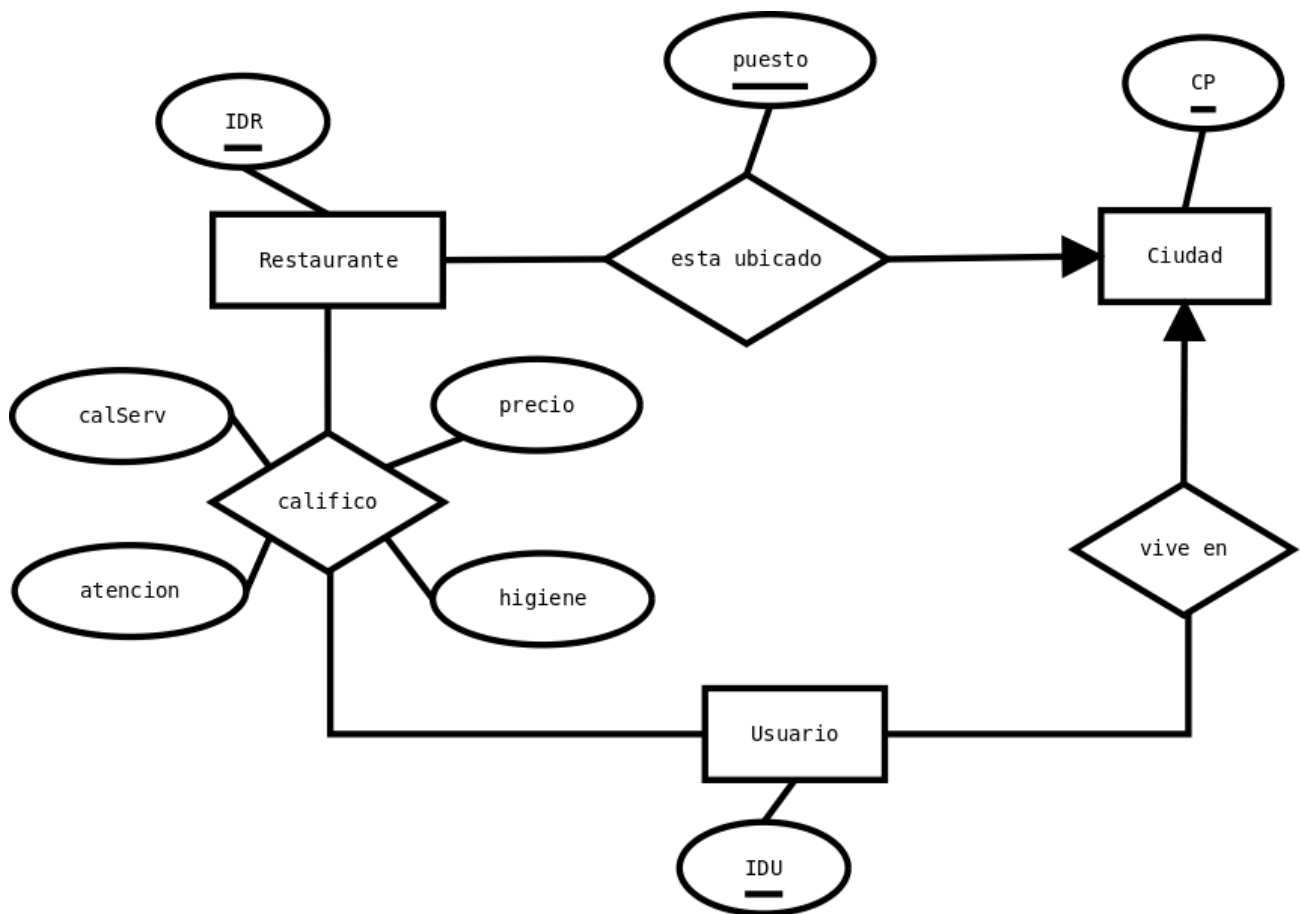 puesto
CP
IDR
Restaurante
esta ubicado
Ciudad
calServ
precio
califico
vive en
atencion
higiene
Usuario
IDU